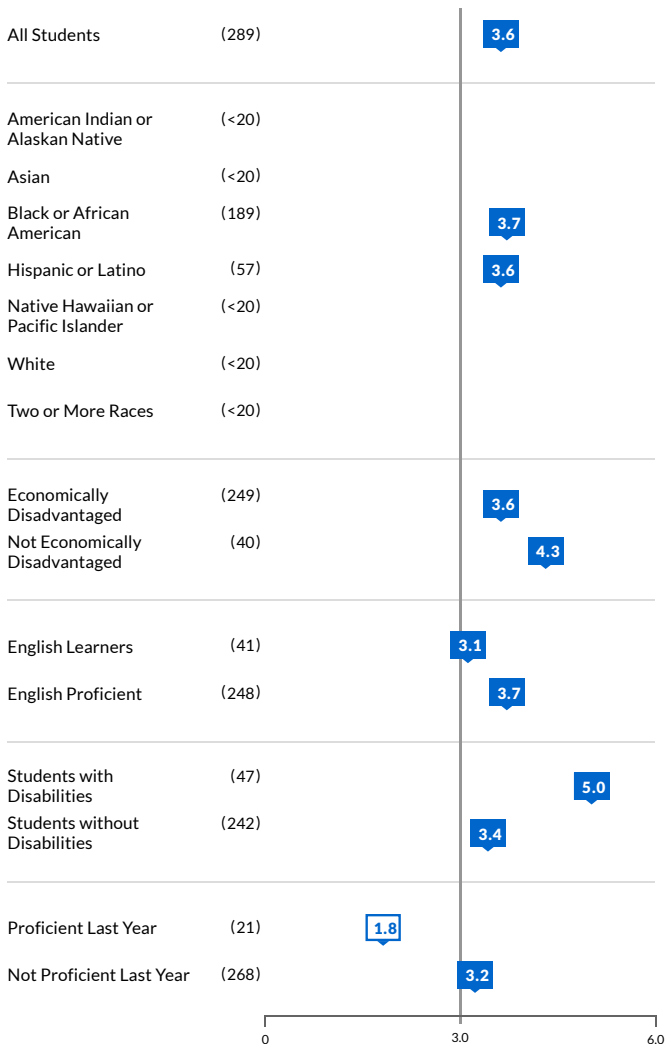 All Students (289) 3.6
American Indian or (<20)
Alaskan Native
Asian (<20)
Black or African (189) 3.7
American
Hispanic or Latino (57) 3.6
Native Hawaiian or (<20)
Pacific Islander
White (<20)
Two or More Races (<20)
Economically (249) 3.6
Disadvantaged
Not Economically (40) 4.3
Disadvantaged
English Learners (41) 3.1
English Proficient (248) 3.7
Students with (47) 5.0
Disabilities
Students without (242) 3.4
Disabilities
Proficient Last Year (21) 1.8
Not Proficient Last Year (268) 3.2
0 3.0 6.0